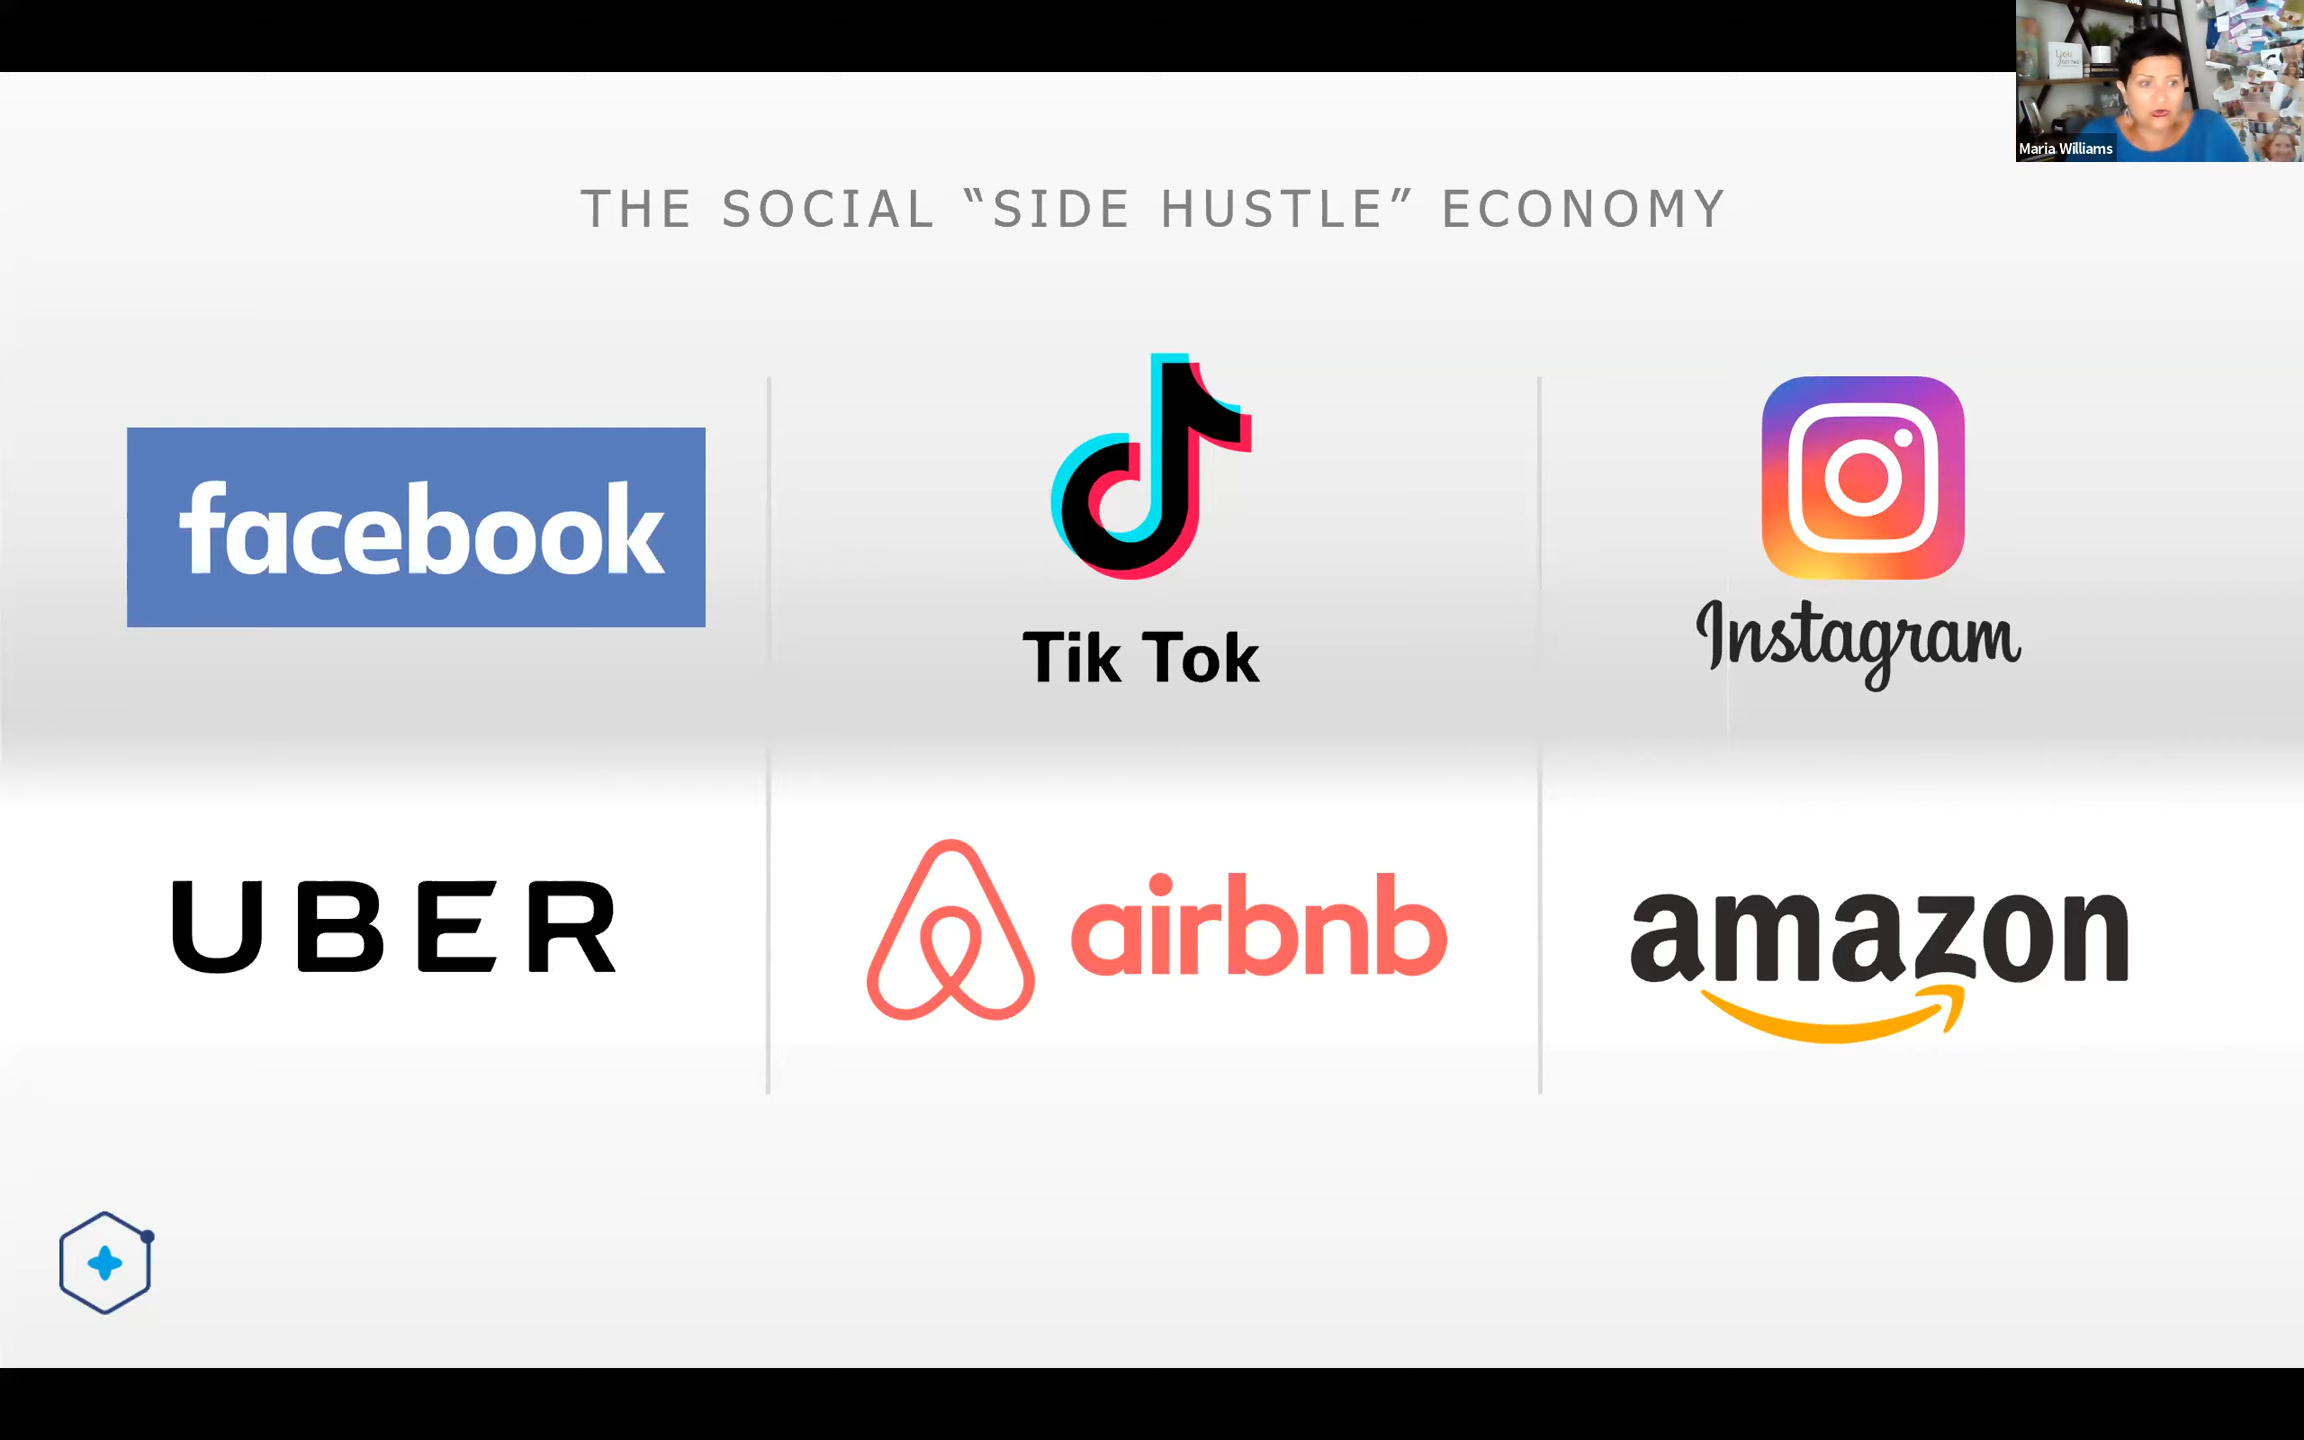 Maria Williams
THE SOCIAL “SIDE HUSTLE” ECONOMY
facebook
Tik Tok
Instagram
UBER
airbnb
amazon